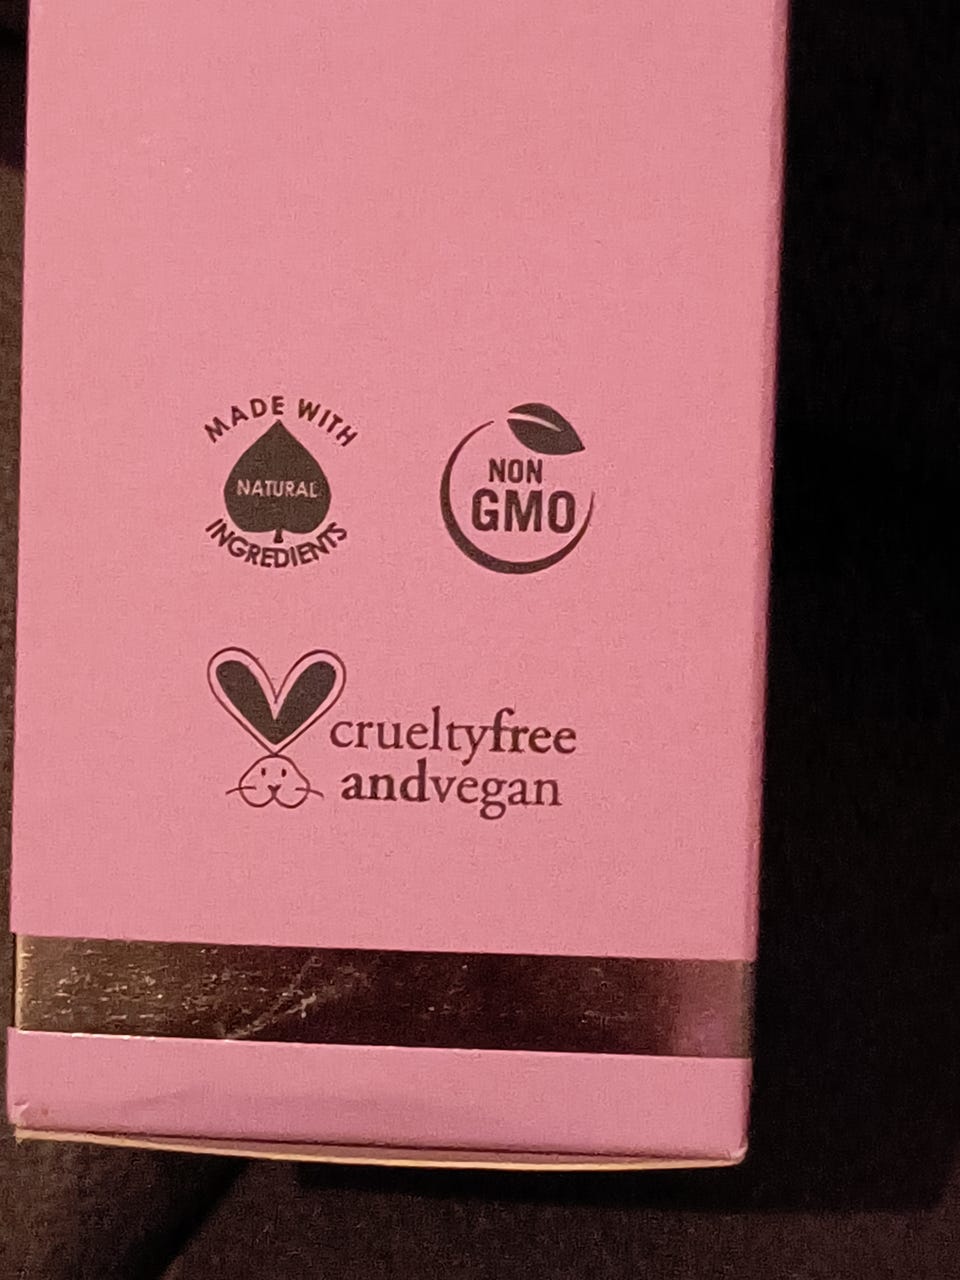 MADE WITH
NATURAL
INGREDIENTS
NON
GMO
crueltyfree
andvegan